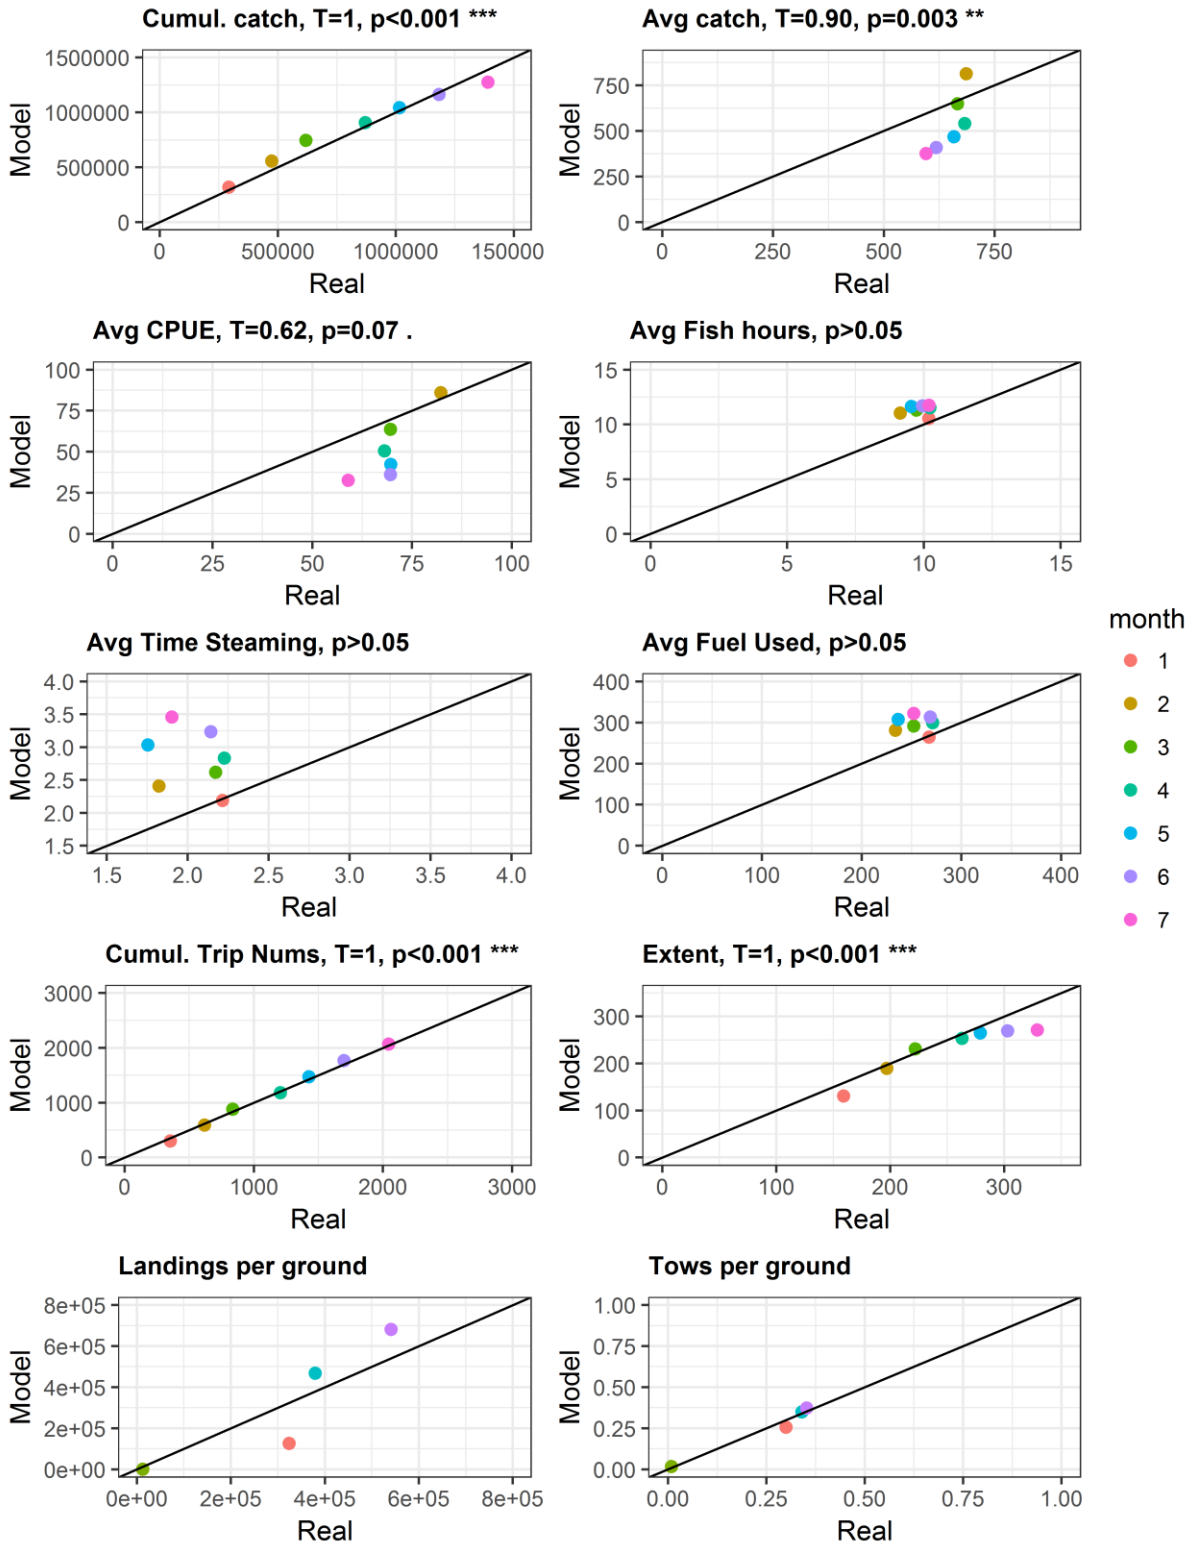 Cumul. catch, T=1, p<0.001 ***
1500000
1000000
500000
0
Model
0 500000 1000000 150000
Real
Avg catch, T=0.90, p=0.003 **
750
500
250
0
Model
0 250 500 750
Real
Avg CPUE, T=0.62, p=0.07 .
100
75
50
25
0
Model
0 25 50 75 100
Real
Avg Fish hours, p>0.05
15
10
5
0
Model
0 5 10 15
Real
Avg Time Steaming, p>0.05
4.0
3.5
3.0
2.5
2.0
1.5
Model
1.5 2.0 2.5 3.0 3.5 4.0
Real
Avg Fuel Used, p>0.05
400
300
200
100
0
Model
0 100 200 300 400
Real
Cumul. Trip Nums, T=1, p<0.001 ***
3000
2000
1000
0
Model
0 1000 2000 3000
Real
Extent, T=1, p<0.001 ***
300
200
100
0
Model
0 100 200 300
Real
Landings per ground
8e+05
6e+05
4e+05
2e+05
0e+00
Model
0e+00 2e+05 4e+05 6e+05 8e+05
Real
Tows per ground
1.00
0.75
0.50
0.25
0.00
Model
0.00 0.25 0.50 0.75 1.00
Real
month
1
2
3
4
5
6
7